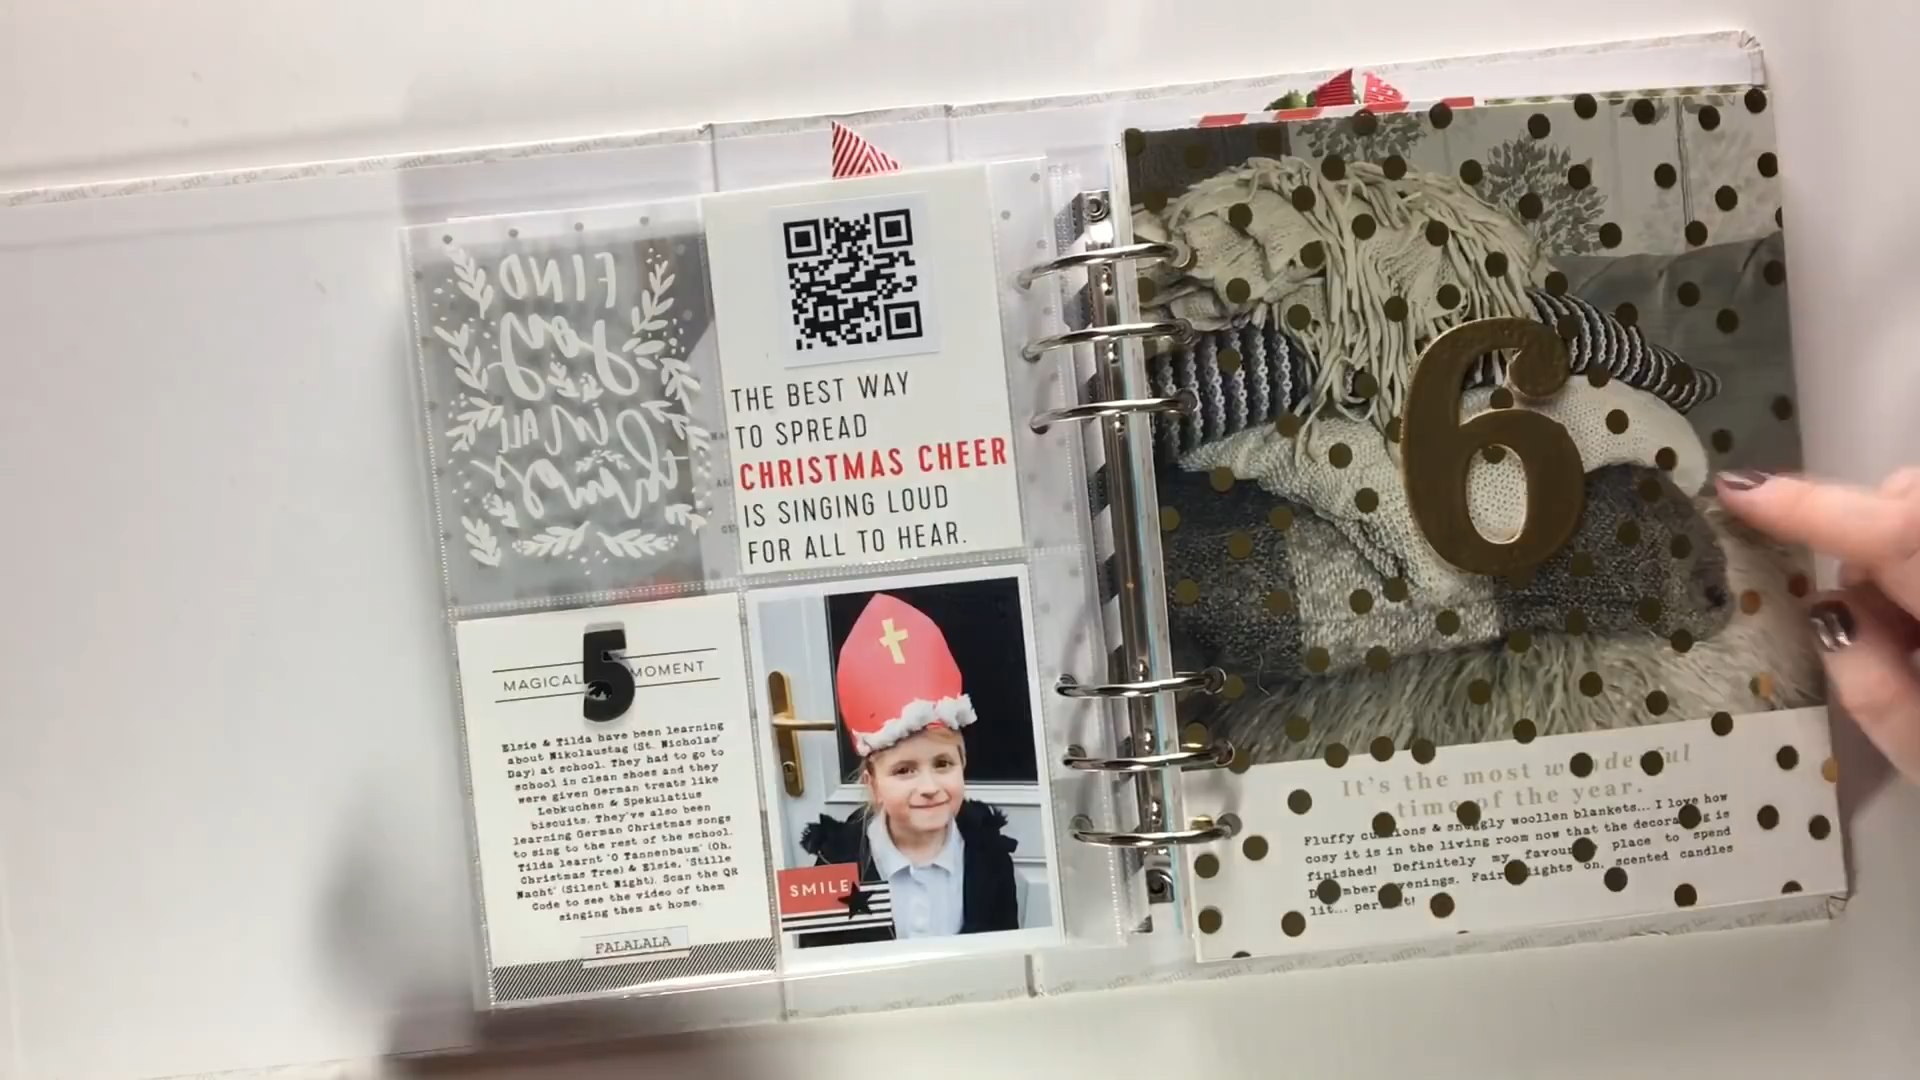 FIND
joy
IN ALL
things
THE BEST WAY
TO SPREAD
CHRISTMAS CHEER
IS SINGING LOUD
FOR ALL TO HEAR.
MAGICAL MOMENT
5
Elsie & Tilda have been learning
about Nikolaustag (St. Nicholas'
Day) at school. They had to go to
school in clean shoes and they
were given German treats like
Lebkuchen & Spekulatius
biscuits. They've also been
learning German Christmas songs
to sing to the rest of the school.
Tilda learnt 'O Tannenbaum' (Oh,
Christmas Tree) & Elsie, 'Stille
Nacht' (Silent Night). Scan the QR
Code to see the video of them
singing them at home.
FALALALA
SMILE
6
It's the most wonderful
time of the year.
Fluffy cushions & snuggly woollen blankets... I love how
cosy it is in the living room now that the decorating is
finished! Definitely my favourite place to spend
December evenings. Fairy lights on, scented candles
lit... perfect!